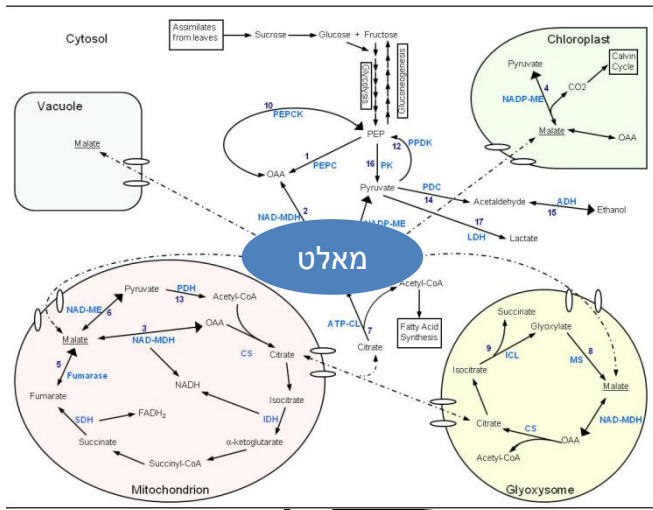 Cytosol
Assimilates
from leaves
Sucrose
Glucose + Fructose
Glycolysis
Gluconeogenesis
Chloroplast
Pyruvate
4
NADP-ME
CO2
Calvin
Cycle
Malate
OAA
Vacuole
Malate
10
PEPCK
PEP
12
PPDK
1
PEPC
16
PK
OAA
Pyruvate
PDC
14
Acetaldehyde
ADH
15
Ethanol
17
LDH
Lactate
NAD-MDH
2
NADP-ME
מאלט
Acetyl-CoA
ATP-CL
7
Citrate
Fatty Acid
Synthesis
Pyruvate
PDH
13
Acetyl-CoA
NAD-ME
6
3
OAA
Malate
NAD-MDH
CS
Citrate
5
Fumarase
NADH
Fumarate
Isocitrate
IDH
SDH
FADH₂
Succinate
α-ketoglutarate
Succinyl-CoA
Mitochondrion
Succinate
Glyoxylate
9
ICL
MS
8
Isocitrate
Malate
Citrate
CS
NAD-MDH
OAA
Acetyl-CoA
Glyoxysome